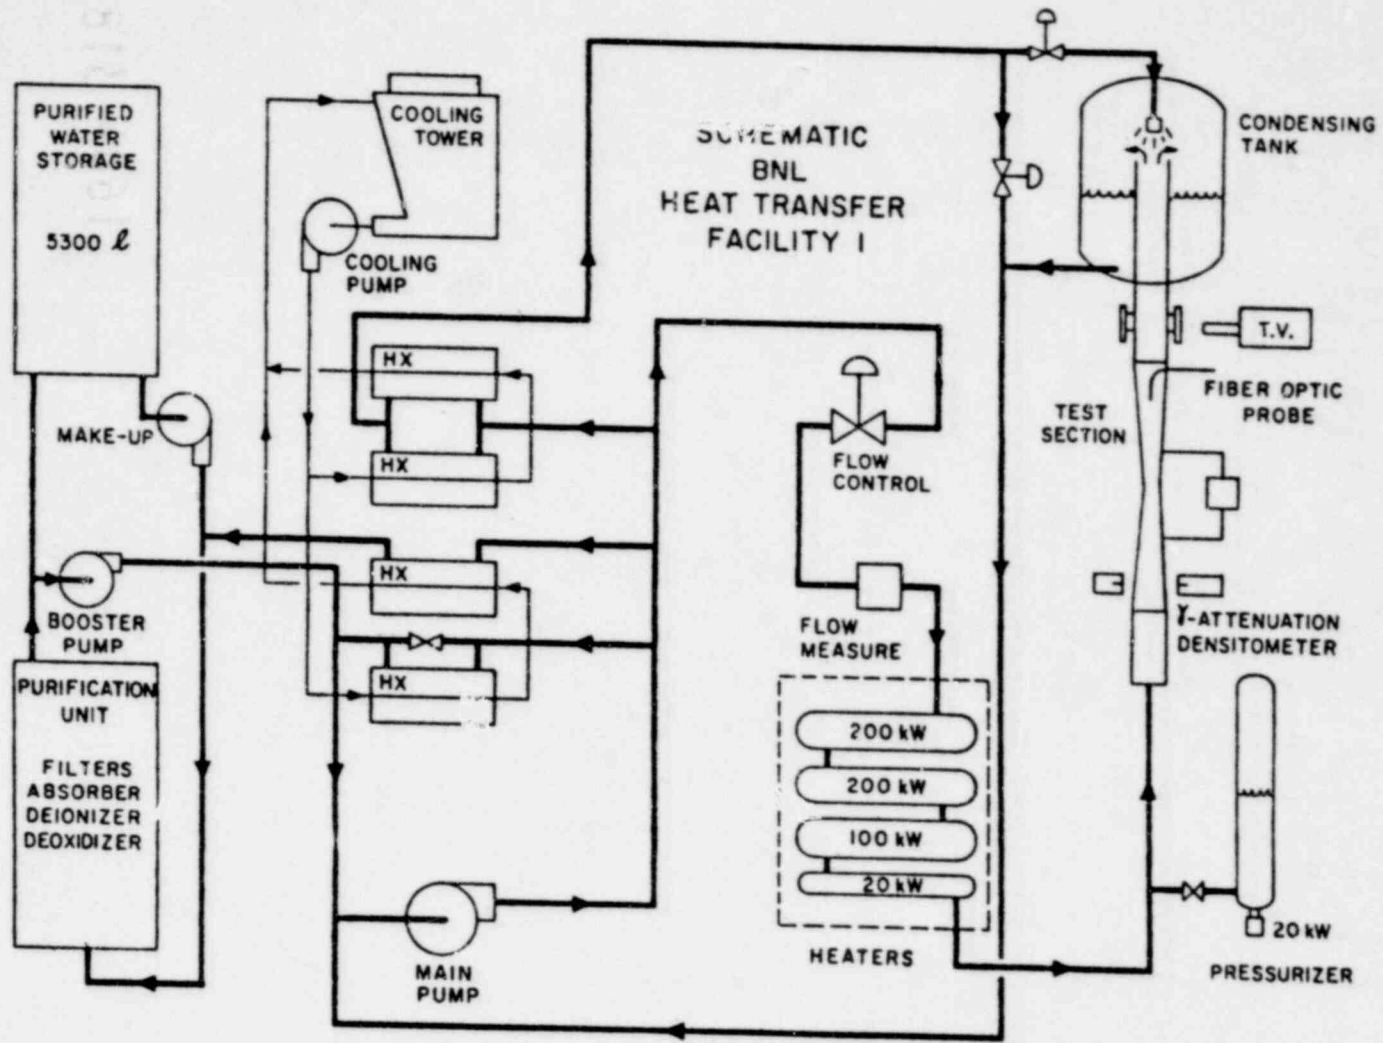 PURIFIED
WATER
STORAGE
5300 ℓ
COOLING
TOWER
COOLING
PUMP
SCHEMATIC
BNL
HEAT TRANSFER
FACILITY I
CONDENSING
TANK
T.V.
FIBER OPTIC
PROBE
TEST
SECTION
HX
HX
MAKE-UP
FLOW
CONTROL
HX
BOOSTER
PUMP
FLOW
MEASURE
γ-ATTENUATION
DENSITOMETER
HX
PURIFICATION
UNIT
FILTERS
ABSORBER
DEIONIZER
DEOXIDIZER
200 kW
200 kW
100 kW
20 kW
HEATERS
MAIN
PUMP
20 kW
PRESSURIZER